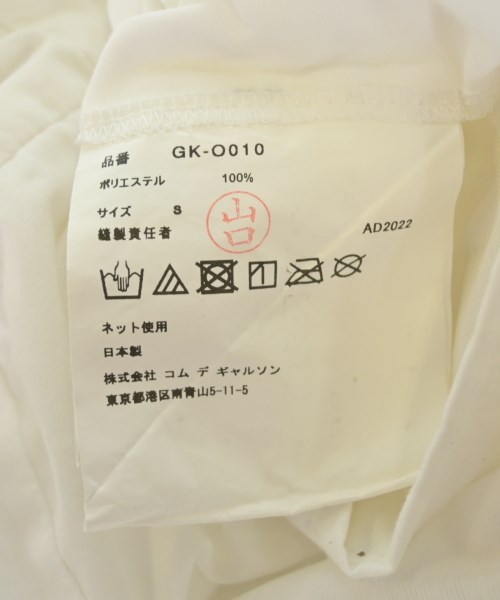 品番 GK-O010
ポリエステル 100%
サイズ S
縫製責任者
山口
AD2022
ネット使用
日本製
株式会社 コム デ ギャルソン
東京都港区南青山5-11-5